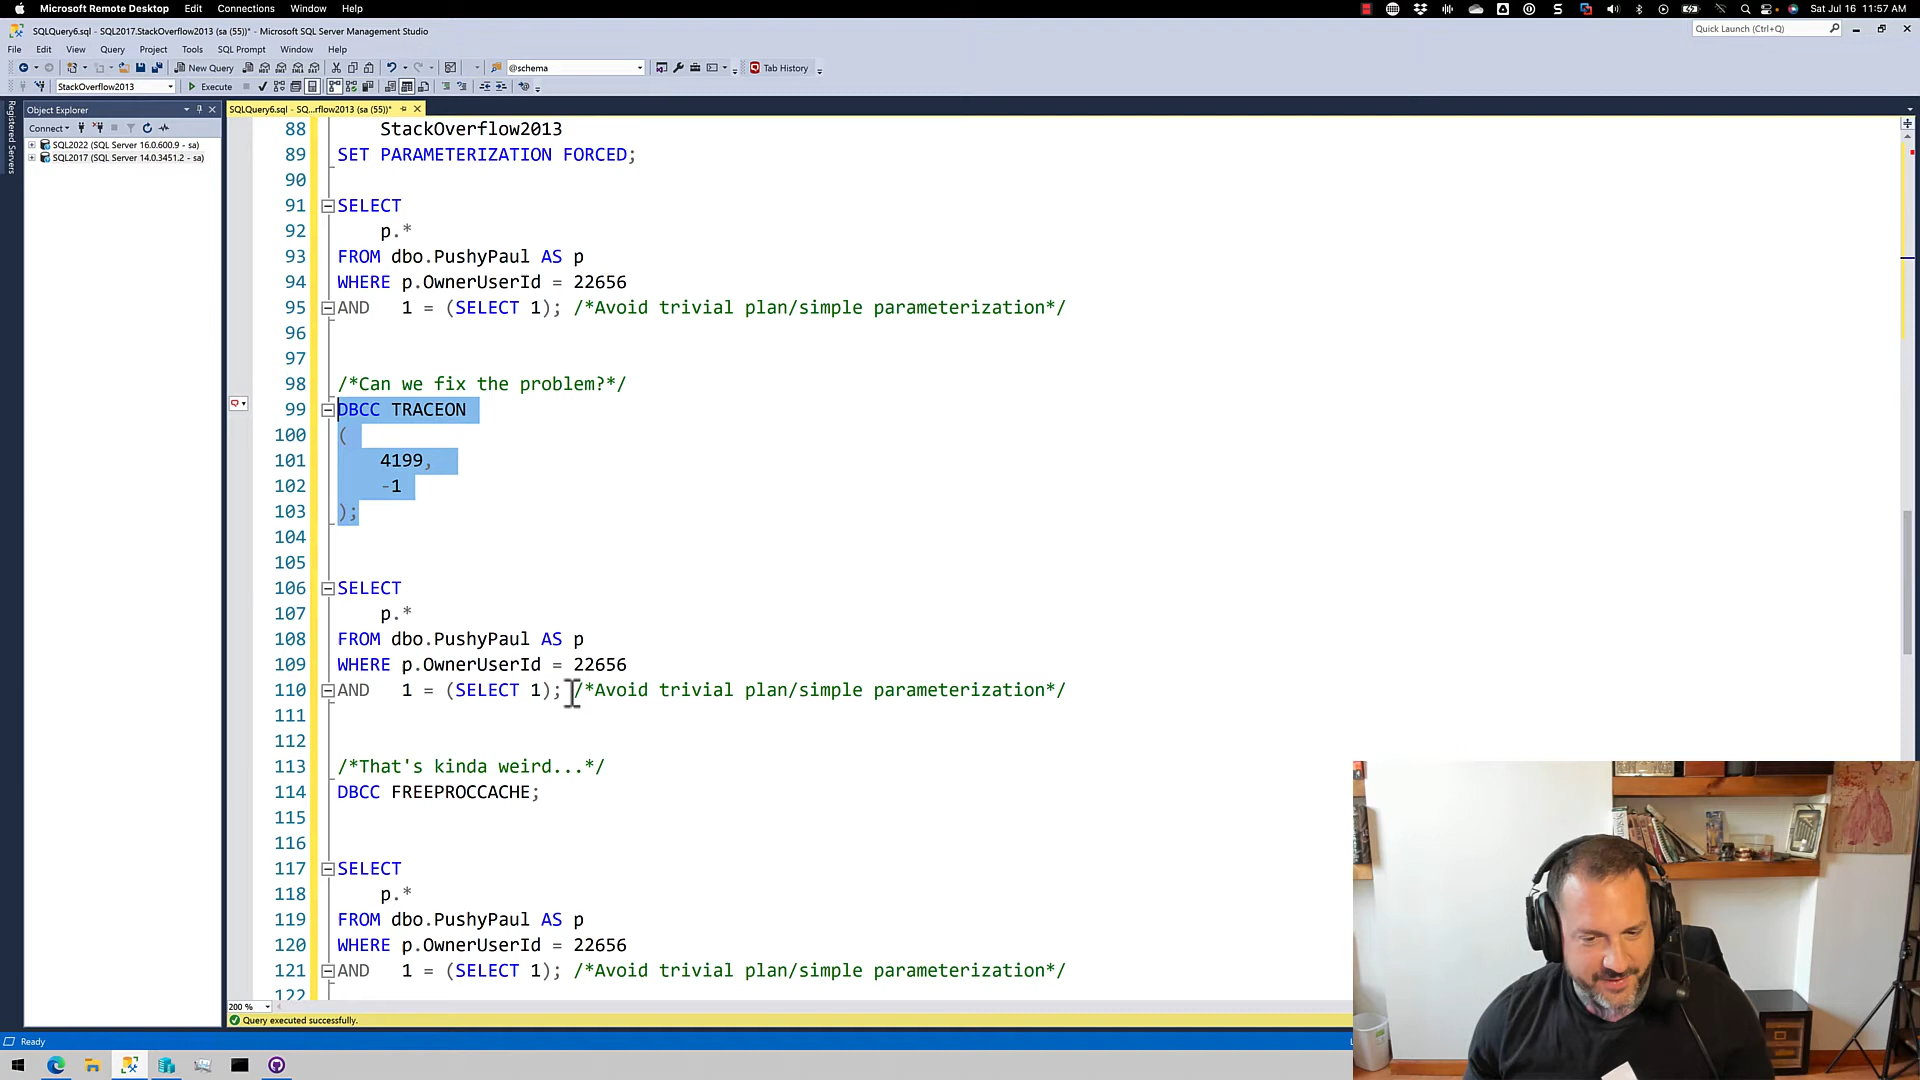 Microsoft Remote Desktop Edit Connections Window Help
Sat Jul 16 11:57 AM
SQLQuery6.sql - SQL2017.StackOverflow2013 (sa (55))* - Microsoft SQL Server Management Studio
Quick Launch (Ctrl+Q)
File Edit View Query Project Tools SQL Prompt Window Help
New Query
@schema
Tab History
StackOverflow2013
Execute
Registered Servers
Object Explorer
SQLQuery6.sql - SQ...rflow2013 (sa (55))*
Connect
SQL2022 (SQL Server 16.0.600.9 - sa)
SQL2017 (SQL Server 14.0.3451.2 - sa)
88 StackOverflow2013
89 SET PARAMETERIZATION FORCED;
90
91 SELECT
92 p.*
93 FROM dbo.PushyPaul AS p
94 WHERE p.OwnerUserId = 22656
95 AND 1 = (SELECT 1); /*Avoid trivial plan/simple parameterization*/
96
97
98 /*Can we fix the problem?*/
99 DBCC TRACEON
100 (
101 4199,
102 -1
103 );
104
105
106 SELECT
107 p.*
108 FROM dbo.PushyPaul AS p
109 WHERE p.OwnerUserId = 22656
110 AND 1 = (SELECT 1); /*Avoid trivial plan/simple parameterization*/
111
112
113 /*That's kinda weird...*/
114 DBCC FREEPROCCACHE;
115
116
117 SELECT
118 p.*
119 FROM dbo.PushyPaul AS p
120 WHERE p.OwnerUserId = 22656
121 AND 1 = (SELECT 1); /*Avoid trivial plan/simple parameterization*/
122
200 %
Query executed successfully.
Ready